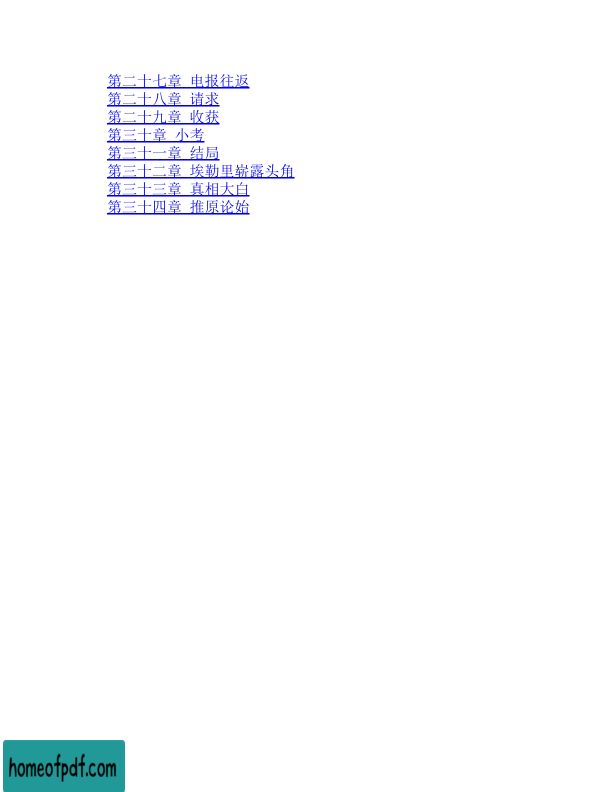 第二十七章 电报往返
第二十八章 请求
第二十九章 收获
第三十章 小考
第三十一章 结局
第三十二章 埃勒里崭露头角
第三十三章 真相大白
第三十四章 推原论始
homeofpdf.com